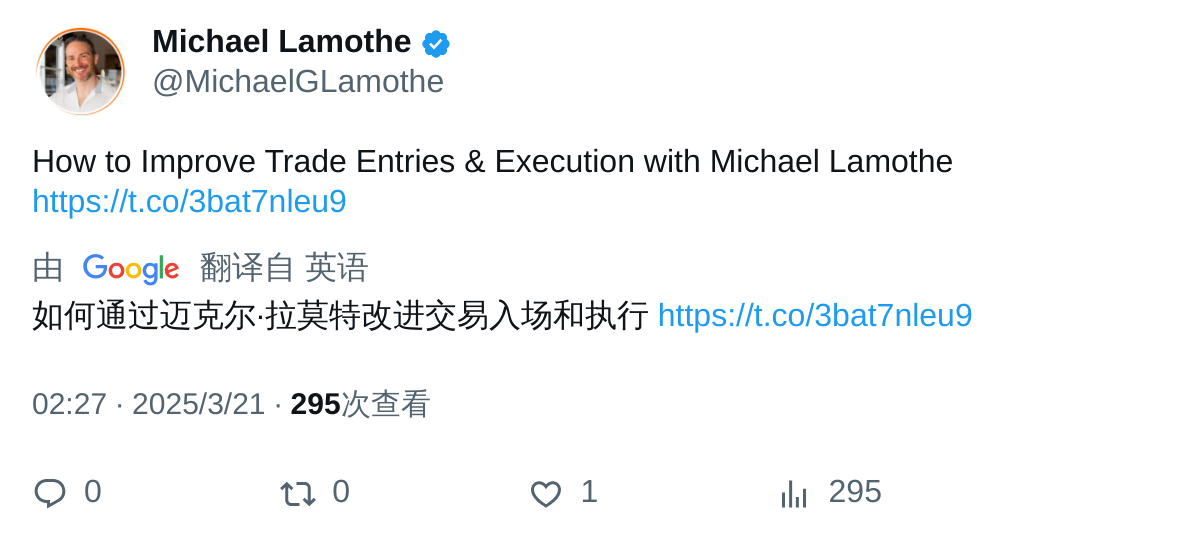 Michael Lamothe
@MichaelGLamothe
How to Improve Trade Entries & Execution with Michael Lamothe
https://t.co/3bat7nleu9
由 Google 翻译自 英语
如何通过迈克尔·拉莫特改进交易入场和执行 https://t.co/3bat7nleu9
02:27 · 2025/3/21 · 295次查看
0 0 1 295